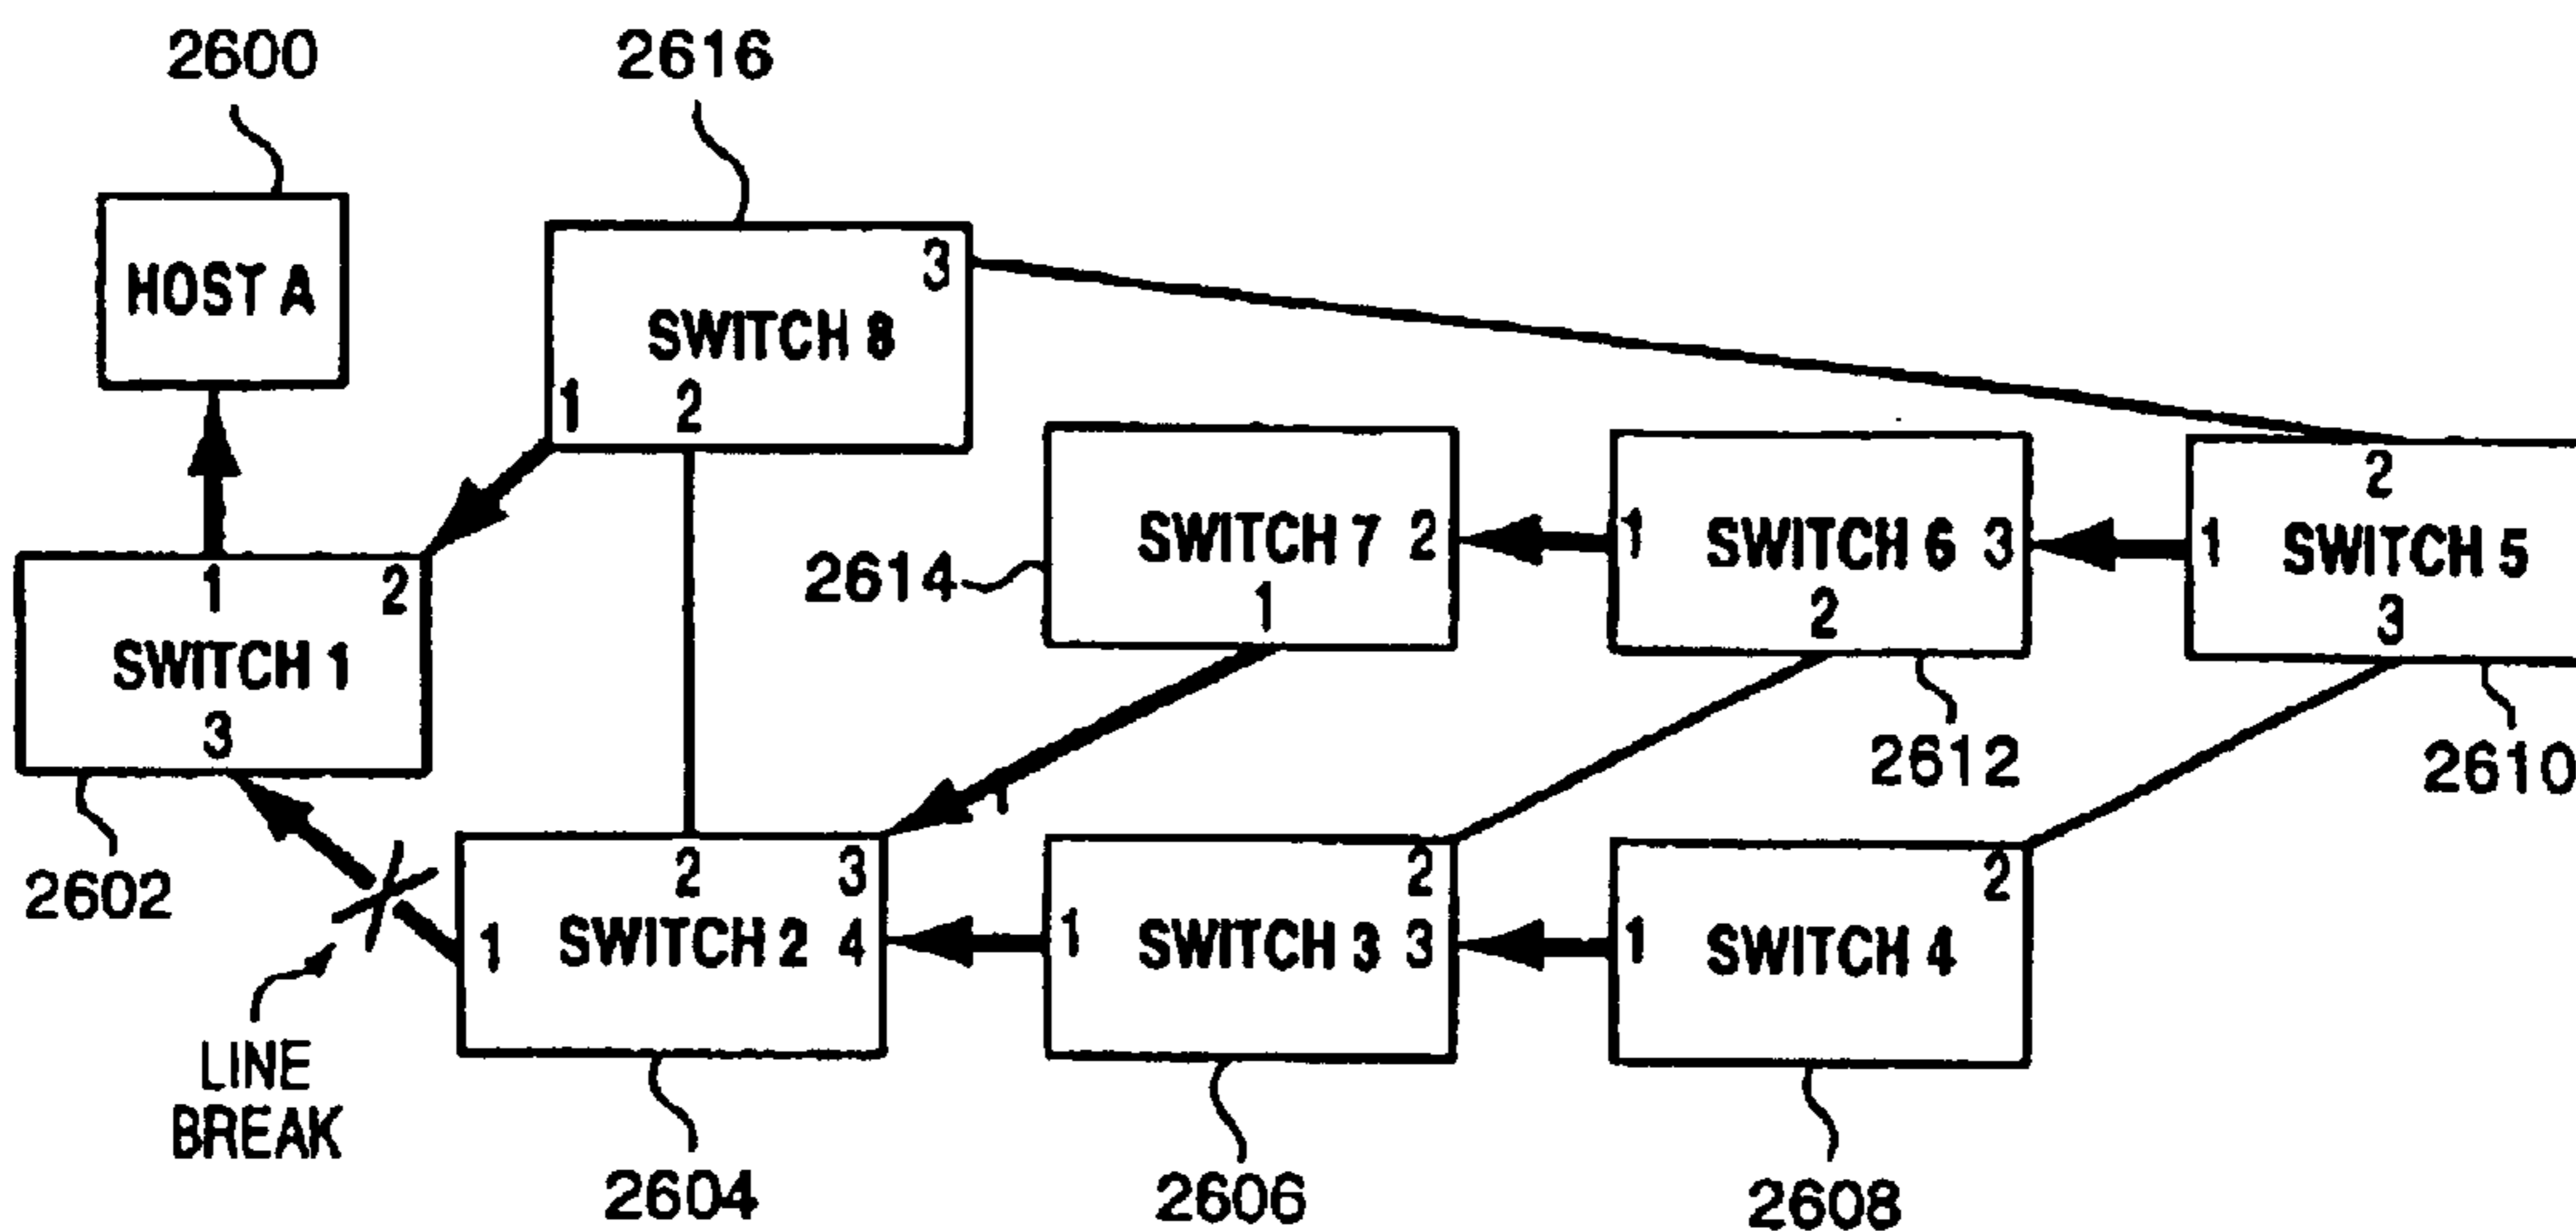 2600
2616
HOST A
3
SWITCH 8
1 2
2
1 2
SWITCH 7 2
1
1 SWITCH 6 3
2
1 SWITCH 5
3
2614
SWITCH 1
3
2612
2610
2602
2 3
1 SWITCH 2 4
2
1 SWITCH 3 3
2
1 SWITCH 4
LINE
BREAK
2604
2606
2608